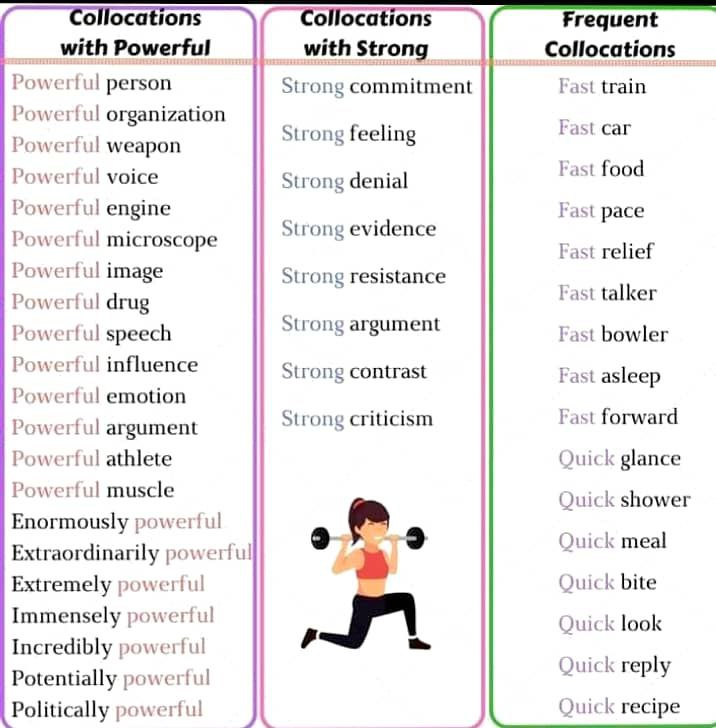 Collocations
with Powerful
Powerful person
Powerful organization
Powerful weapon
Powerful voice
Powerful engine
Powerful microscope
Powerful image
Powerful drug
Powerful speech
Powerful influence
Powerful emotion
Powerful argument
Powerful athlete
Powerful muscle
Enormously powerful
Extraordinarily powerful
Extremely powerful
Immensely powerful
Incredibly powerful
Potentially powerful
Politically powerful
Collocations
with Strong
Strong commitment
Strong feeling
Strong denial
Strong evidence
Strong resistance
Strong argument
Strong contrast
Strong criticism
Frequent
Collocations
Fast train
Fast car
Fast food
Fast pace
Fast relief
Fast talker
Fast bowler
Fast asleep
Fast forward
Quick glance
Quick shower
Quick meal
Quick bite
Quick look
Quick reply
Quick recipe